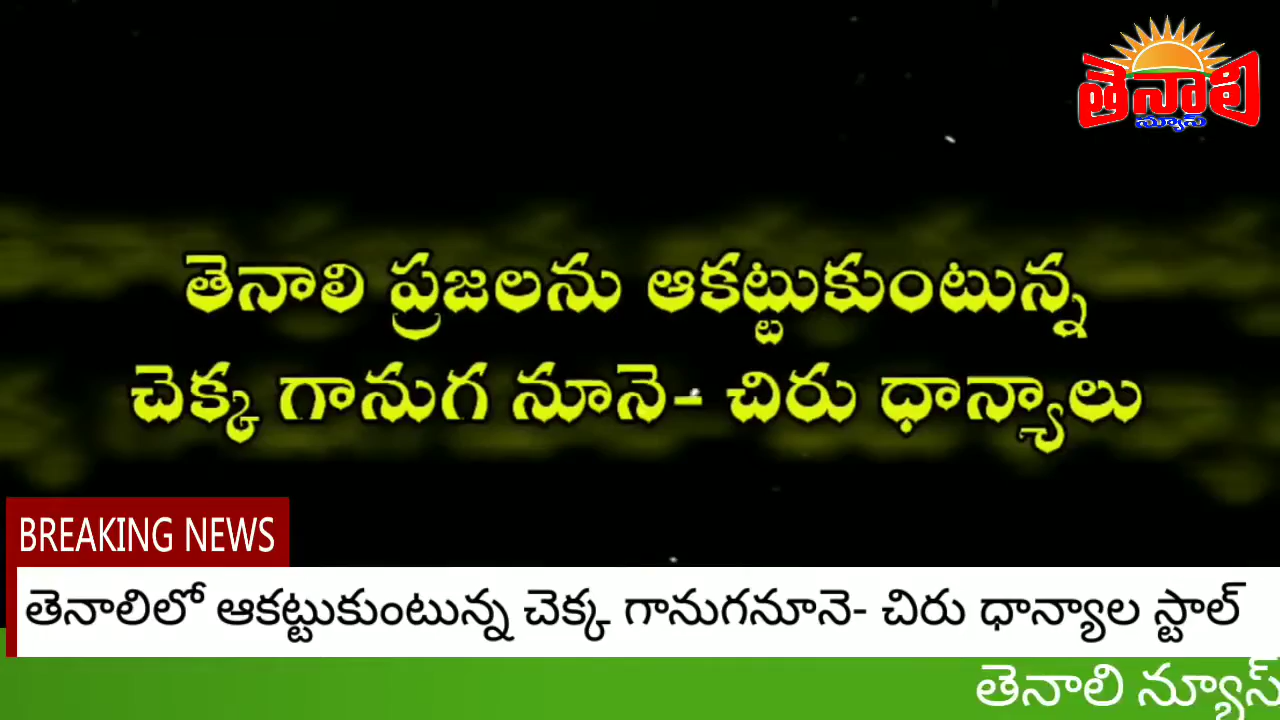 తెనాలి
న్యూస్
తెనాలి ప్రజలను ఆకట్టుకుంటున్న
చెక్క గానుగ నూనె- చిరు ధాన్యాలు
BREAKING NEWS
తెనాలిలో ఆకట్టుకుంటున్న చెక్క గానుగనూనె- చిరు ధాన్యాల స్టాల్
తెనాలి న్యూస్